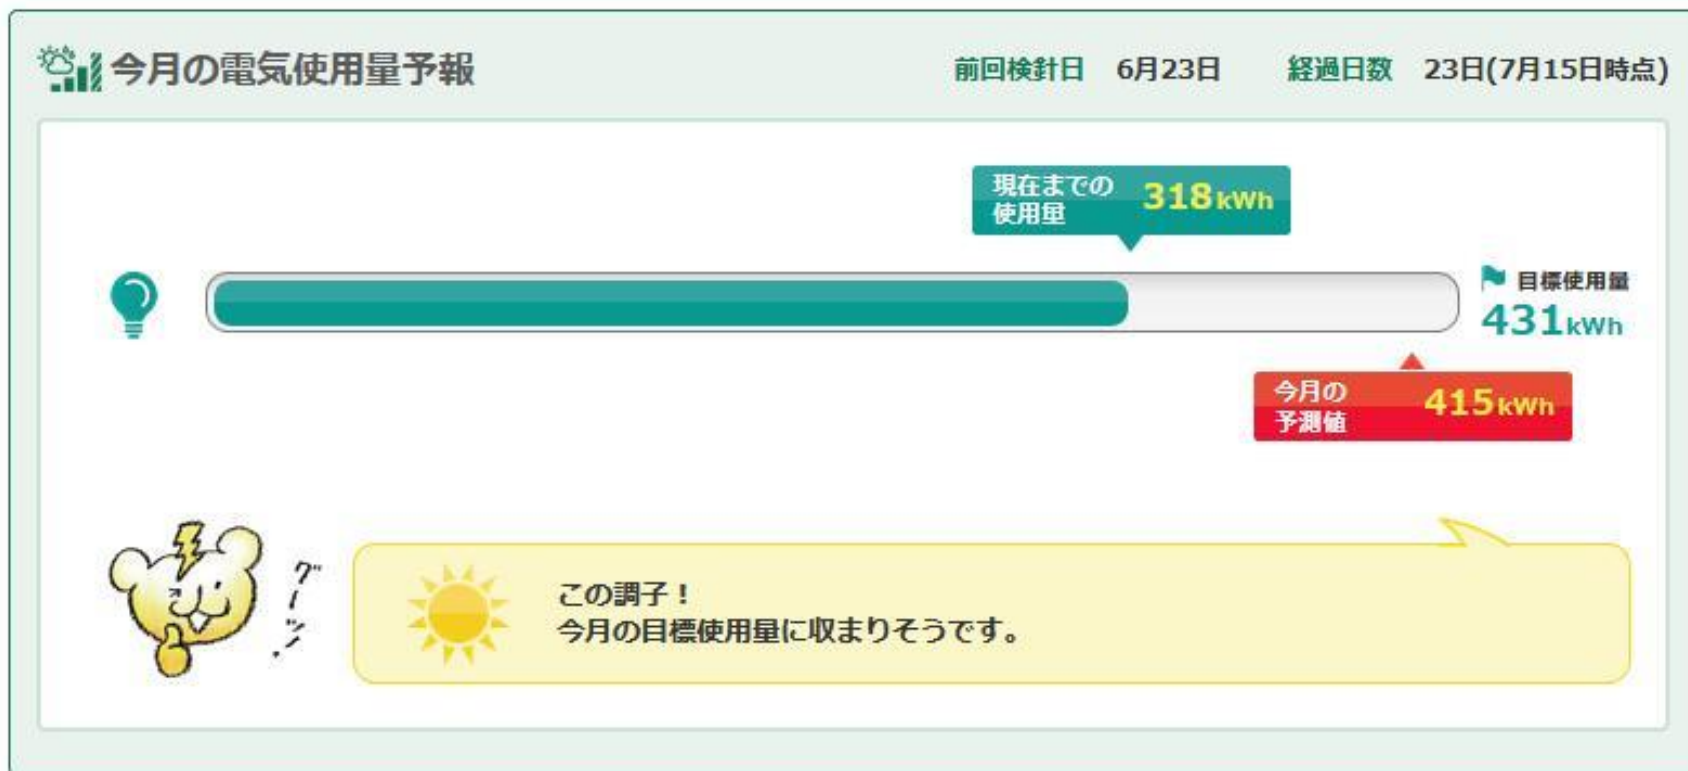 今月の電気使用量予報
前回検針日 6月23日 経過日数 23日(7月15日時点)
現在までの
使用量
318kWh
目標使用量
431kWh
今月の
予測値
415kWh
グーッ!
この調子!
今月の目標使用量に収まりそうです。